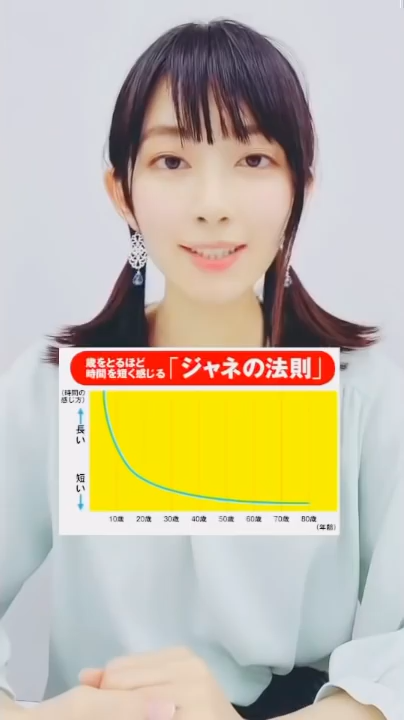 歳をとるほど
時間を短く感じる「ジャネの法則」
(時間の
感じ方)
長い
短い
10歳 20歳 30歳 40歳 50歳 60歳 70歳 80歳
(年齢)